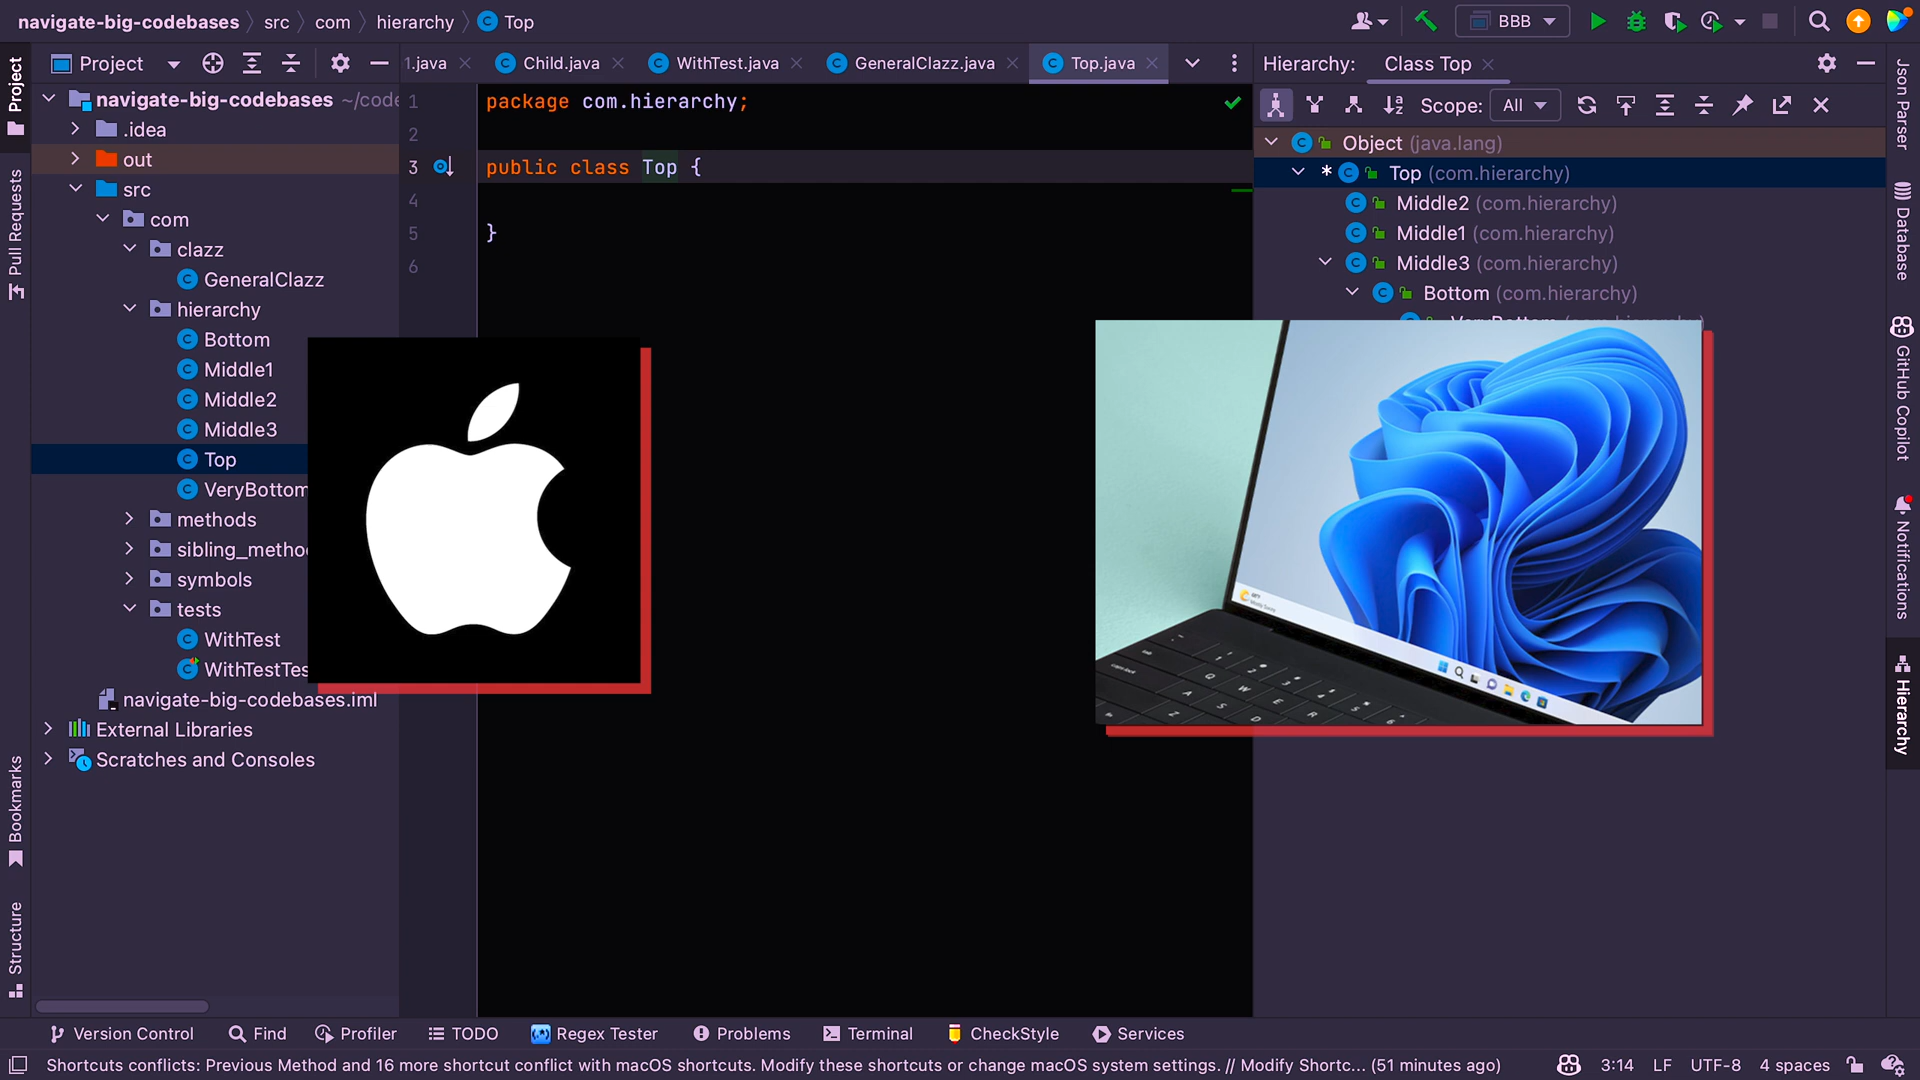 navigate-big-codebases src com hierarchy Top
BBB
Project
1.java Child.java WithTest.java GeneralClazz.java Top.java
Hierarchy: Class Top
Scope: All
navigate-big-codebases ~/code
.idea
out
src
com
clazz
GeneralClazz
hierarchy
Bottom
Middle1
Middle2
Middle3
Top
VeryBottom
methods
sibling_metho
symbols
tests
WithTest
WithTestTes
navigate-big-codebases.iml
External Libraries
Scratches and Consoles
1 package com.hierarchy;
2
3 public class Top {
4
5 }
6
Object (java.lang)
* Top (com.hierarchy)
Middle2 (com.hierarchy)
Middle1 (com.hierarchy)
Middle3 (com.hierarchy)
Bottom (com.hierarchy)
VeryBottom (com.hierarchy)
Project
Pull Requests
Bookmarks
Structure
Json Parser
Database
GitHub Copilot
Notifications
Hierarchy
Version Control Find Profiler TODO Regex Tester Problems Terminal CheckStyle Services
Shortcuts conflicts: Previous Method and 16 more shortcut conflict with macOS shortcuts. Modify these shortcuts or change macOS system settings. // Modify Shortc... (51 minutes ago) 3:14 LF UTF-8 4 spaces